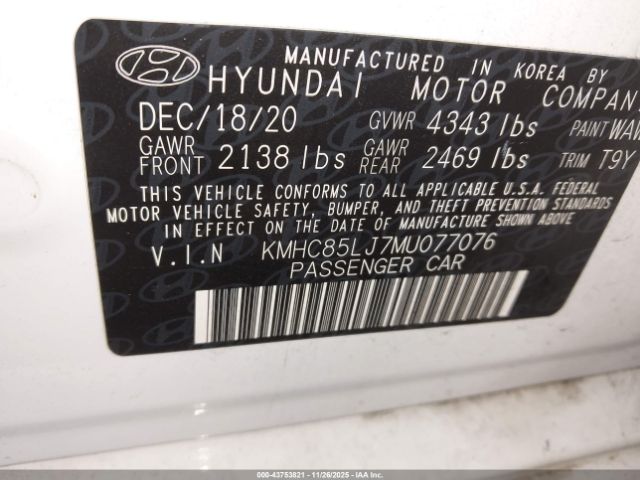 MANUFACTURED IN KOREA BY
HYUNDAI MOTOR COMPAN
DEC/18/20 GVWR 4343 lbs PAINT WAW
GAWR FRONT 2138 lbs GAWR REAR 2469 lbs TRIM T9Y
THIS VEHICLE CONFORMS TO ALL APPLICABLE U.S.A. FEDERAL
MOTOR VEHICLE SAFETY, BUMPER, AND THEFT PREVENTION STANDARDS
IN EFFECT ON THE DATE OF MANUFACTURE SHOWN ABOVE.
V.I.N KMHC85LJ7MU077076
PASSENGER CAR
000-43753821 - 11/26/2025 - IAAI.COM